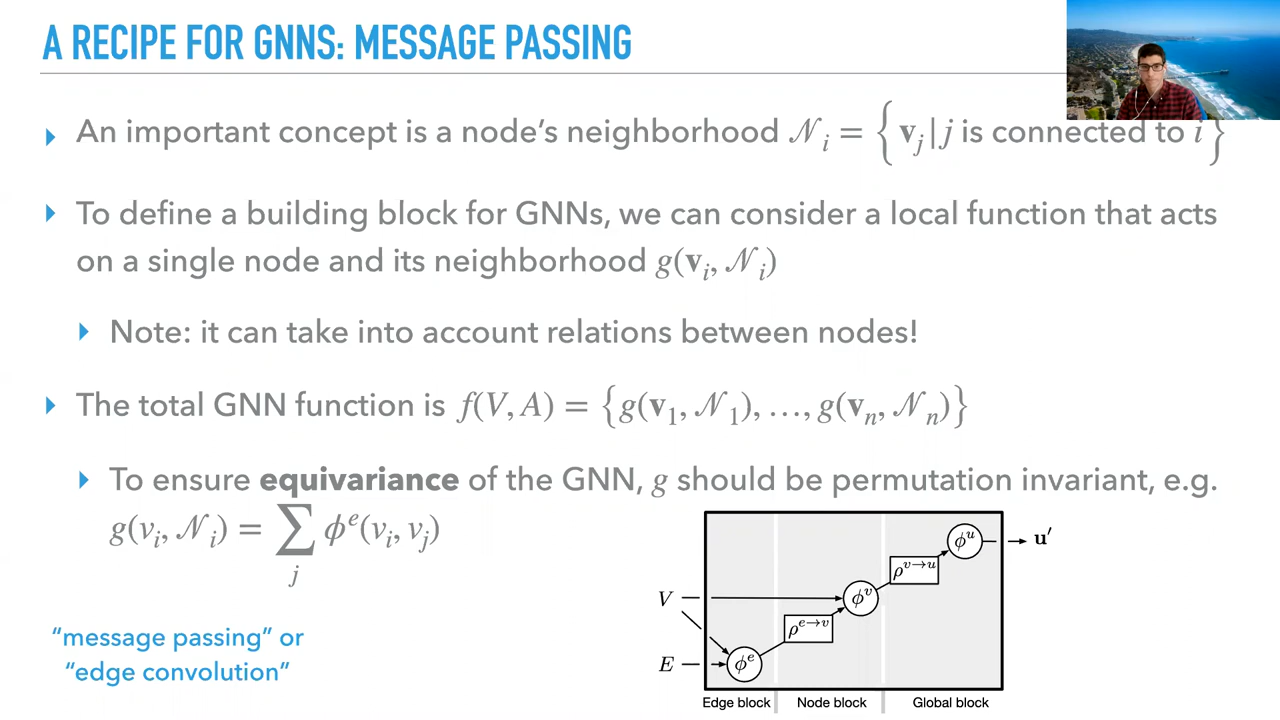 A RECIPE FOR GNNS: MESSAGE PASSING
An important concept is a node's neighborhood 𝒩ᵢ = {vⱼ|j is connected to i}
To define a building block for GNNs, we can consider a local function that acts
on a single node and its neighborhood g(vᵢ, 𝒩ᵢ)
Note: it can take into account relations between nodes!
The total GNN function is f(V, A) = {g(v₁, 𝒩₁), …, g(vₙ, 𝒩ₙ)}
To ensure equivariance of the GNN, g should be permutation invariant, e.g.
g(vᵢ, 𝒩ᵢ) = ∑ⱼ ϕᵉ(vᵢ, vⱼ)
"message passing" or
"edge convolution"
ϕᵘ
u′
ρᵛ→ᵘ
V
ϕᵛ
ρᵉ→ᵛ
E
ϕᵉ
Edge block
Node block
Global block